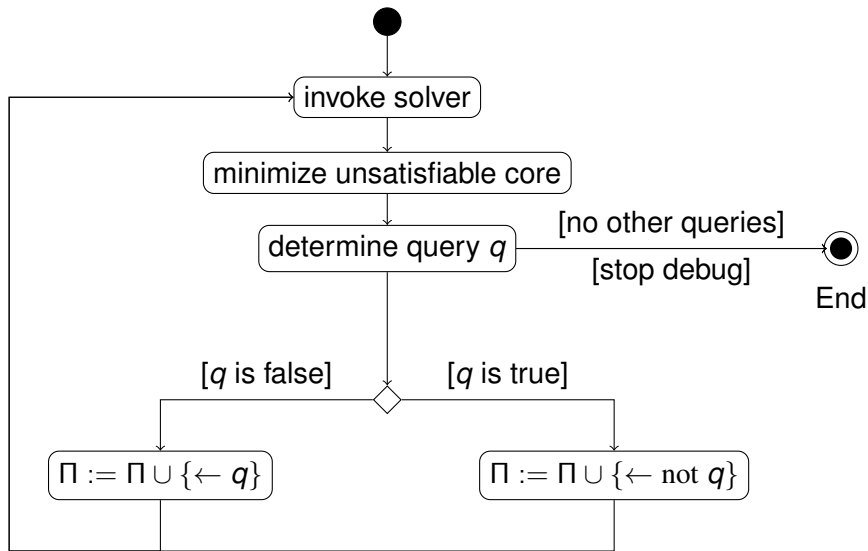 invoke solver
minimize unsatisfiable core
determine query q
[no other queries]
[stop debug]
End
[q is false]
[q is true]
Π := Π ∪ {← q}
Π := Π ∪ {← not q}